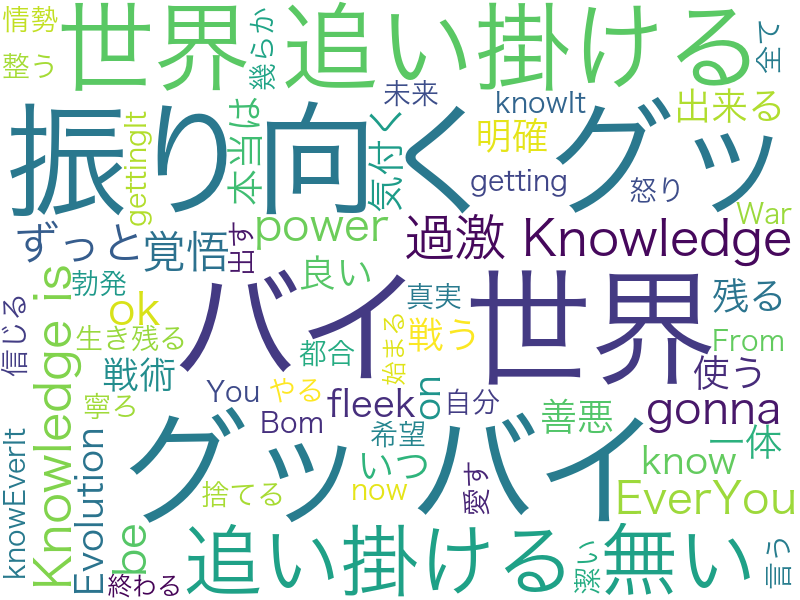 情勢
世界 追い掛ける
幾らか
全て
整う
未来
knowIt
出来る
振り向く グッ
gettingIt
本当は
気付く
明確
getting
怒り
War
power
過激 Knowledge
ずっと
覚悟
出す
良い
勃発
バイ 世界
真実
残る
信じる
Knowledge is
ok
生き残る
都合
始まる
戦う
From
戦術
使う
You
やる
fleek
on
自分
gonna
寧ろ
Bom
善悪
グッ バイ
希望
一体
knowEverIt
Evolution
be
いつ
know
捨てる
now
愛す
EverYou
追い掛ける 無い
潔い
言う
終わる